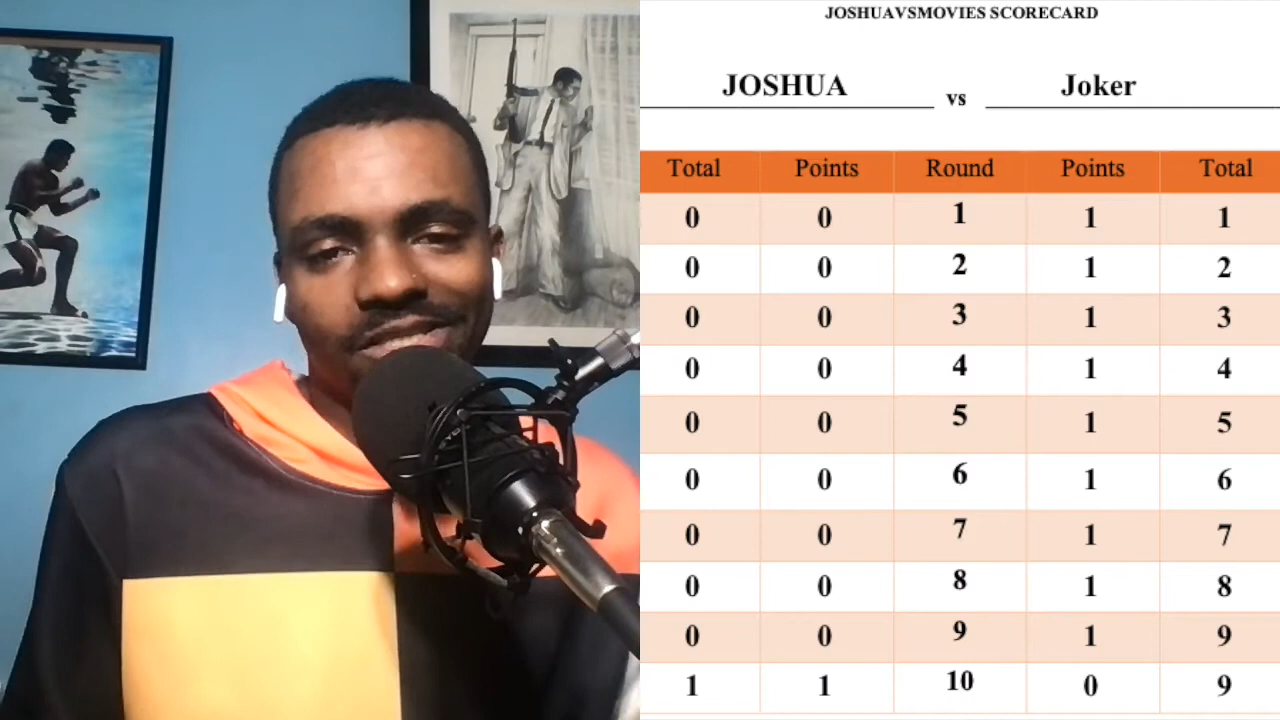 JOSHUAVSMOVIES SCORECARD
JOSHUA vs Joker
Total Points Round Points Total
0 0 1 1 1
0 0 2 1 2
0 0 3 1 3
0 0 4 1 4
0 0 5 1 5
0 0 6 1 6
0 0 7 1 7
0 0 8 1 8
0 0 9 1 9
1 1 10 0 9